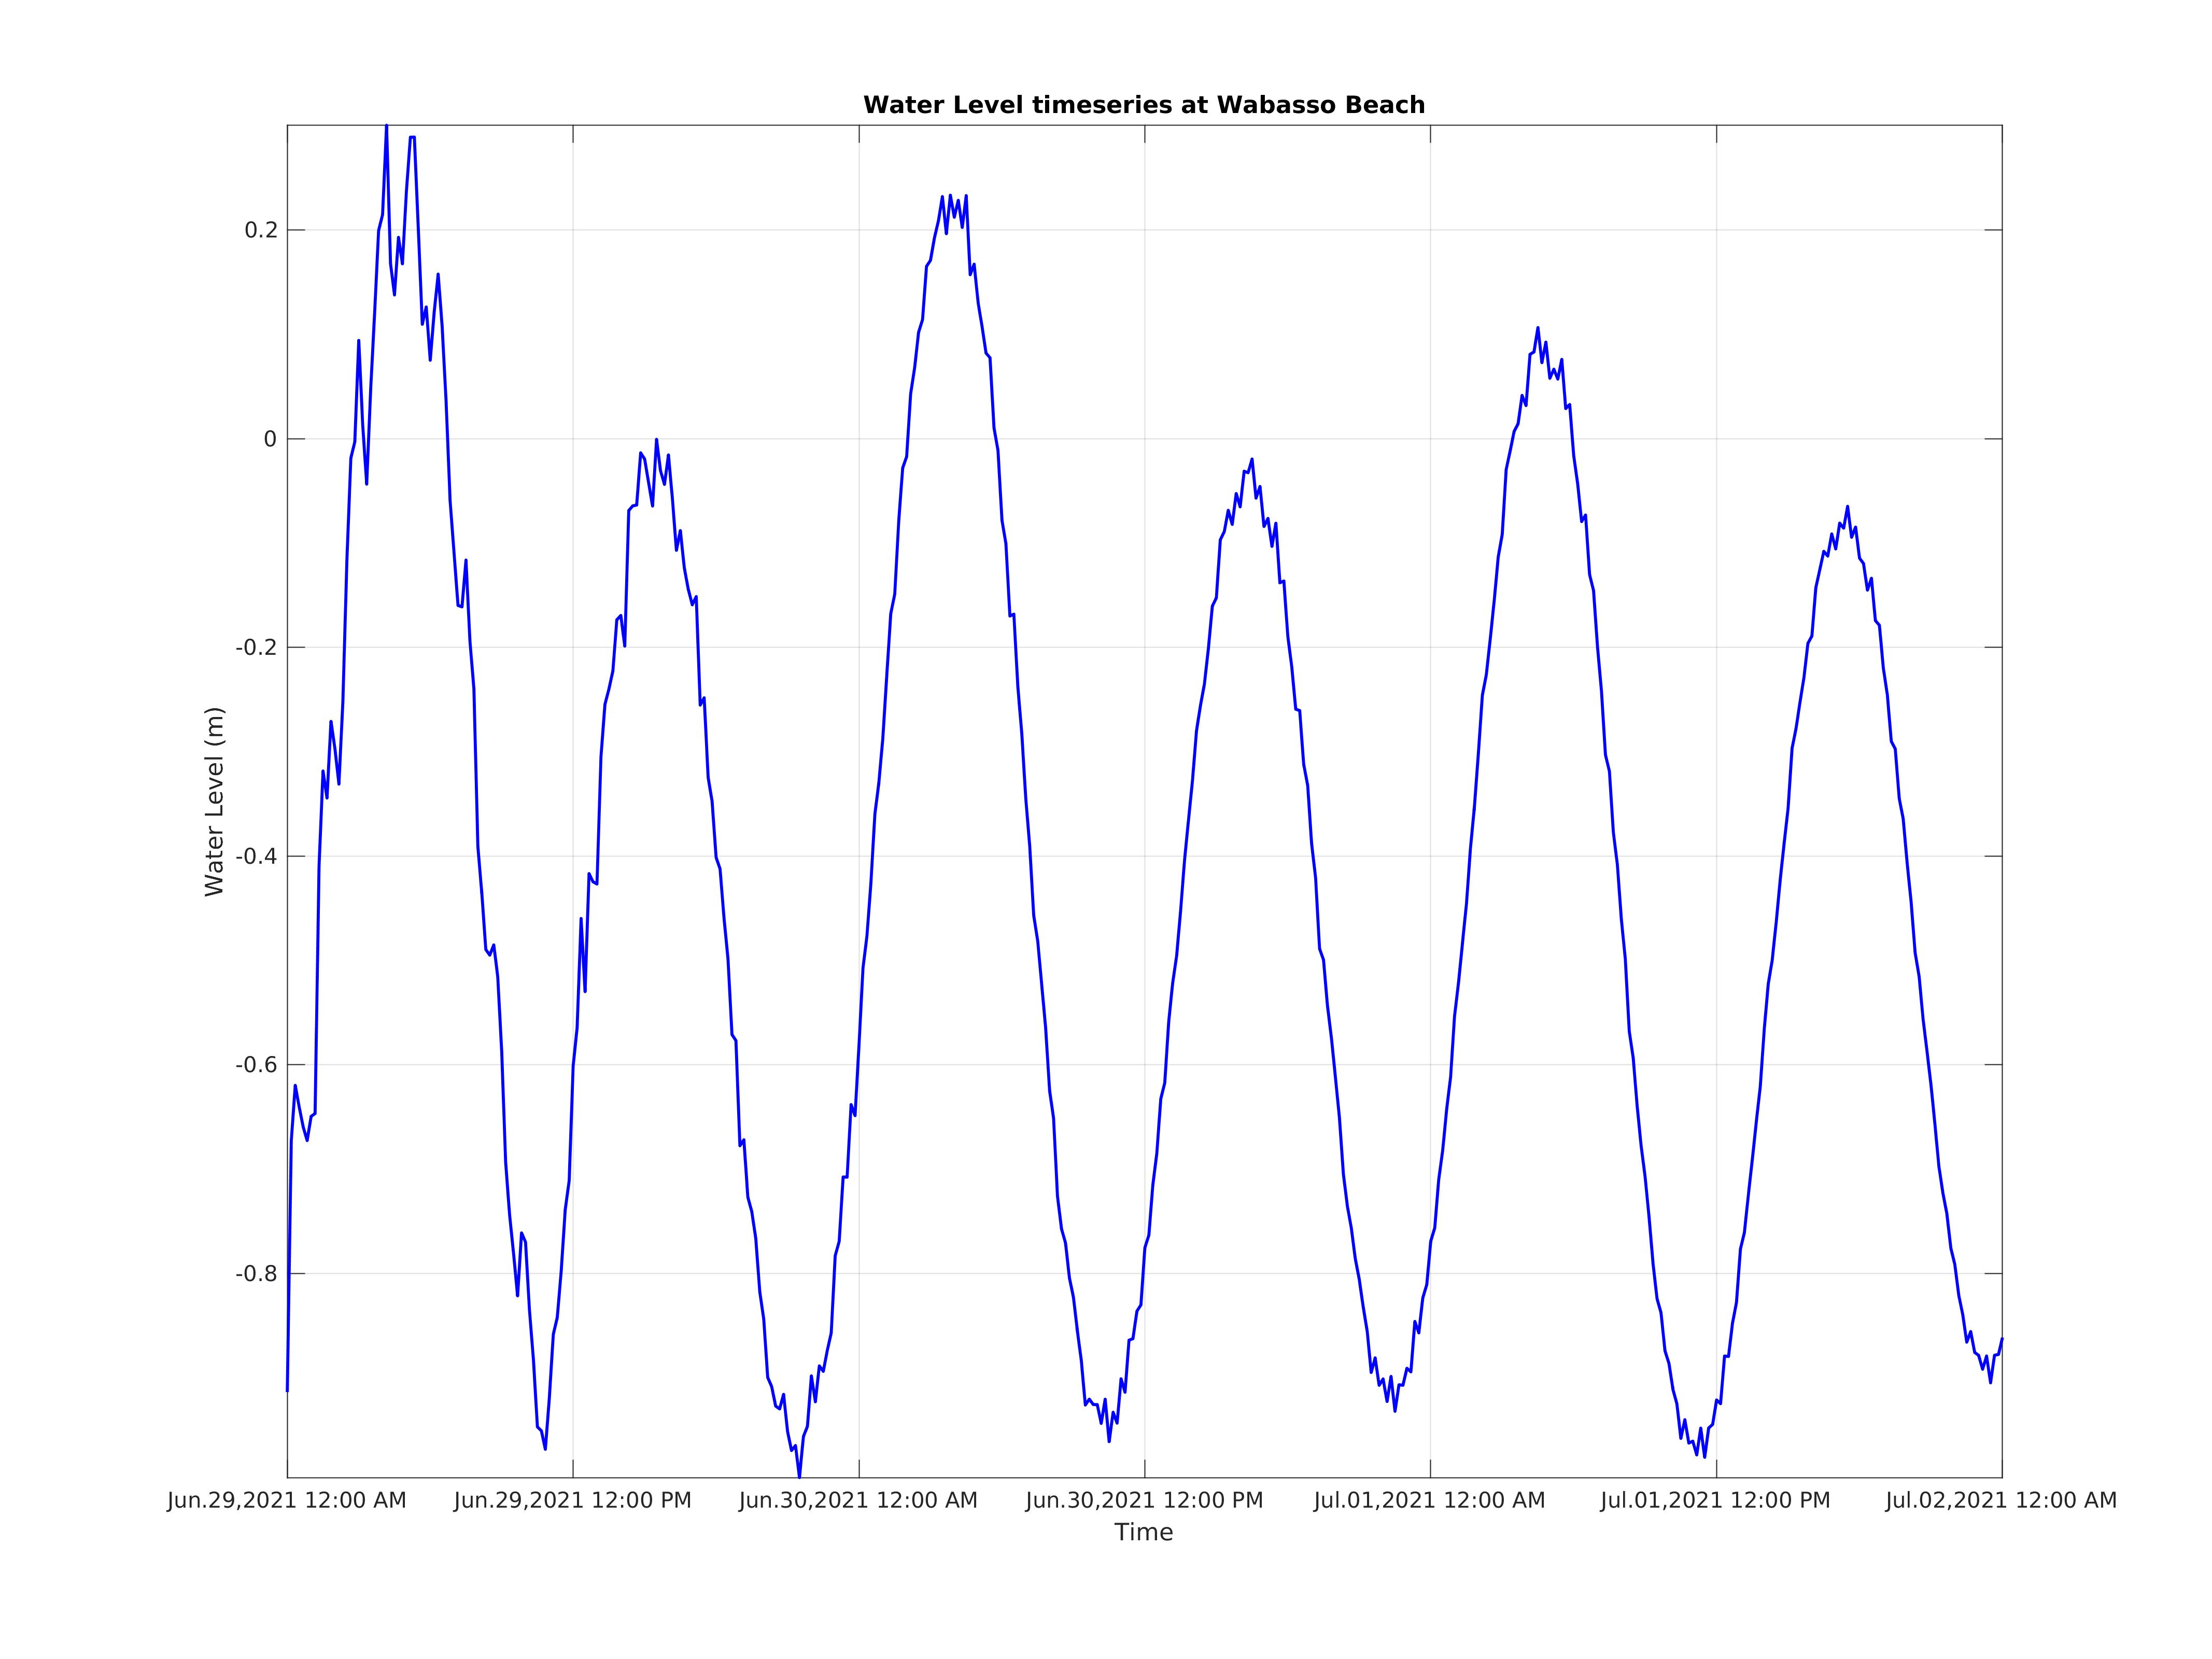 Water Level timeseries at Wabasso Beach
0.2
0
-0.2
-0.4
-0.6
-0.8
Water Level (m)
Jun.29,2021 12:00 AM
Jun.29,2021 12:00 PM
Jun.30,2021 12:00 AM
Jun.30,2021 12:00 PM
Jul.01,2021 12:00 AM
Jul.01,2021 12:00 PM
Jul.02,2021 12:00 AM
Time